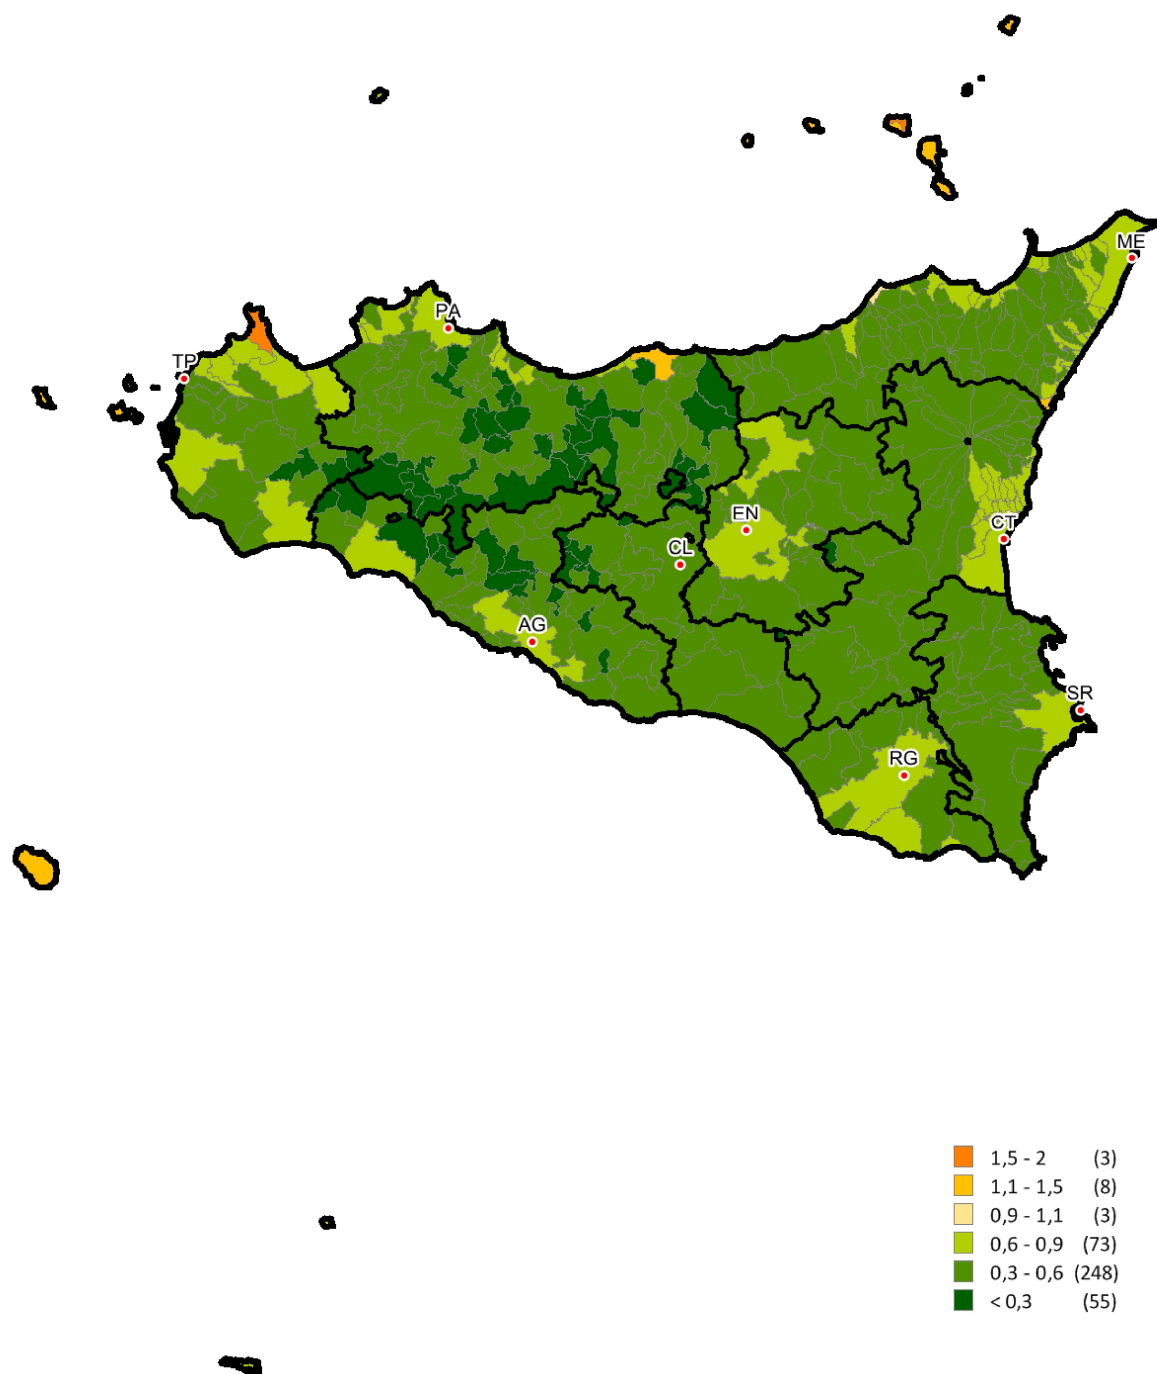 ME
PA
TP
EN
CT
CL
AG
SR
RG
1,5 - 2 (3)
1,1 - 1,5 (8)
0,9 - 1,1 (3)
0,6 - 0,9 (73)
0,3 - 0,6 (248)
< 0,3 (55)